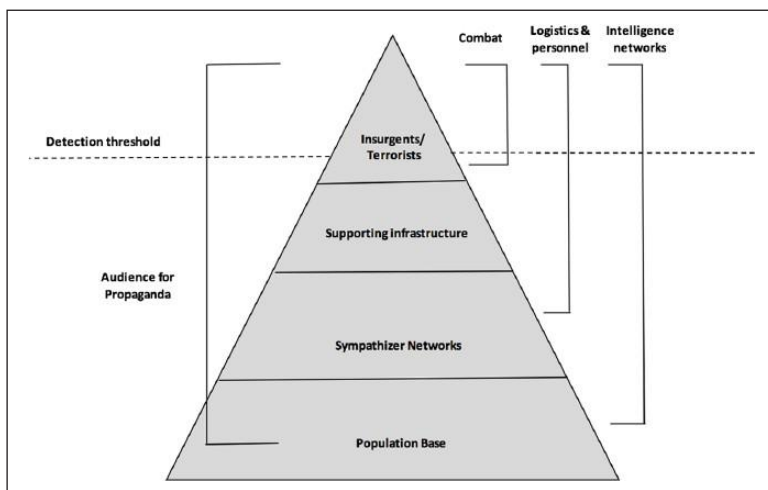 Combat
Logistics &
personnel
Intelligence
networks
Detection threshold
Insurgents/
Terrorists
Supporting infrastructure
Audience for
Propaganda
Sympathizer Networks
Population Base